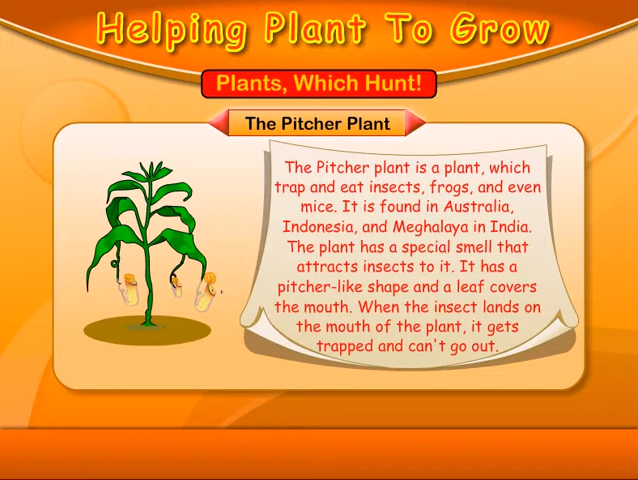 Helping Plant To Grow
Plants, Which Hunt!
The Pitcher Plant
The Pitcher plant is a plant, which
trap and eat insects, frogs, and even
mice. It is found in Australia,
Indonesia, and Meghalaya in India.
The plant has a special smell that
attracts insects to it. It has a
pitcher-like shape and a leaf covers
the mouth. When the insect lands on
the mouth of the plant, it gets
trapped and can't go out.